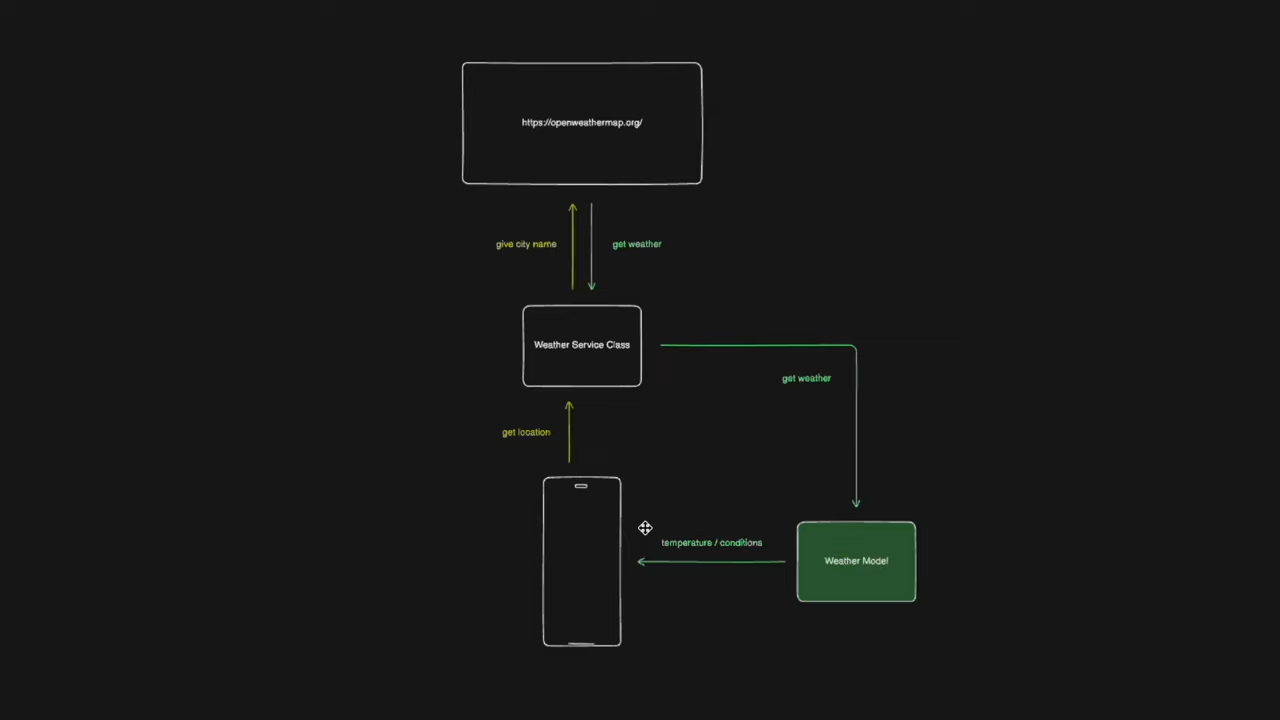 https://openweathermap.org/
give city name
get weather
Weather Service Class
get weather
get location
temperature / conditions
Weather Model